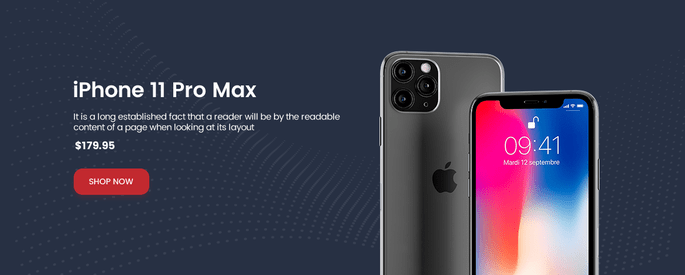 iPhone 11 Pro Max
It is a long established fact that a reader will be by the readable
content of a page when looking at its layout
$179.95
SHOP NOW
09:41
Mardi 12 septembre